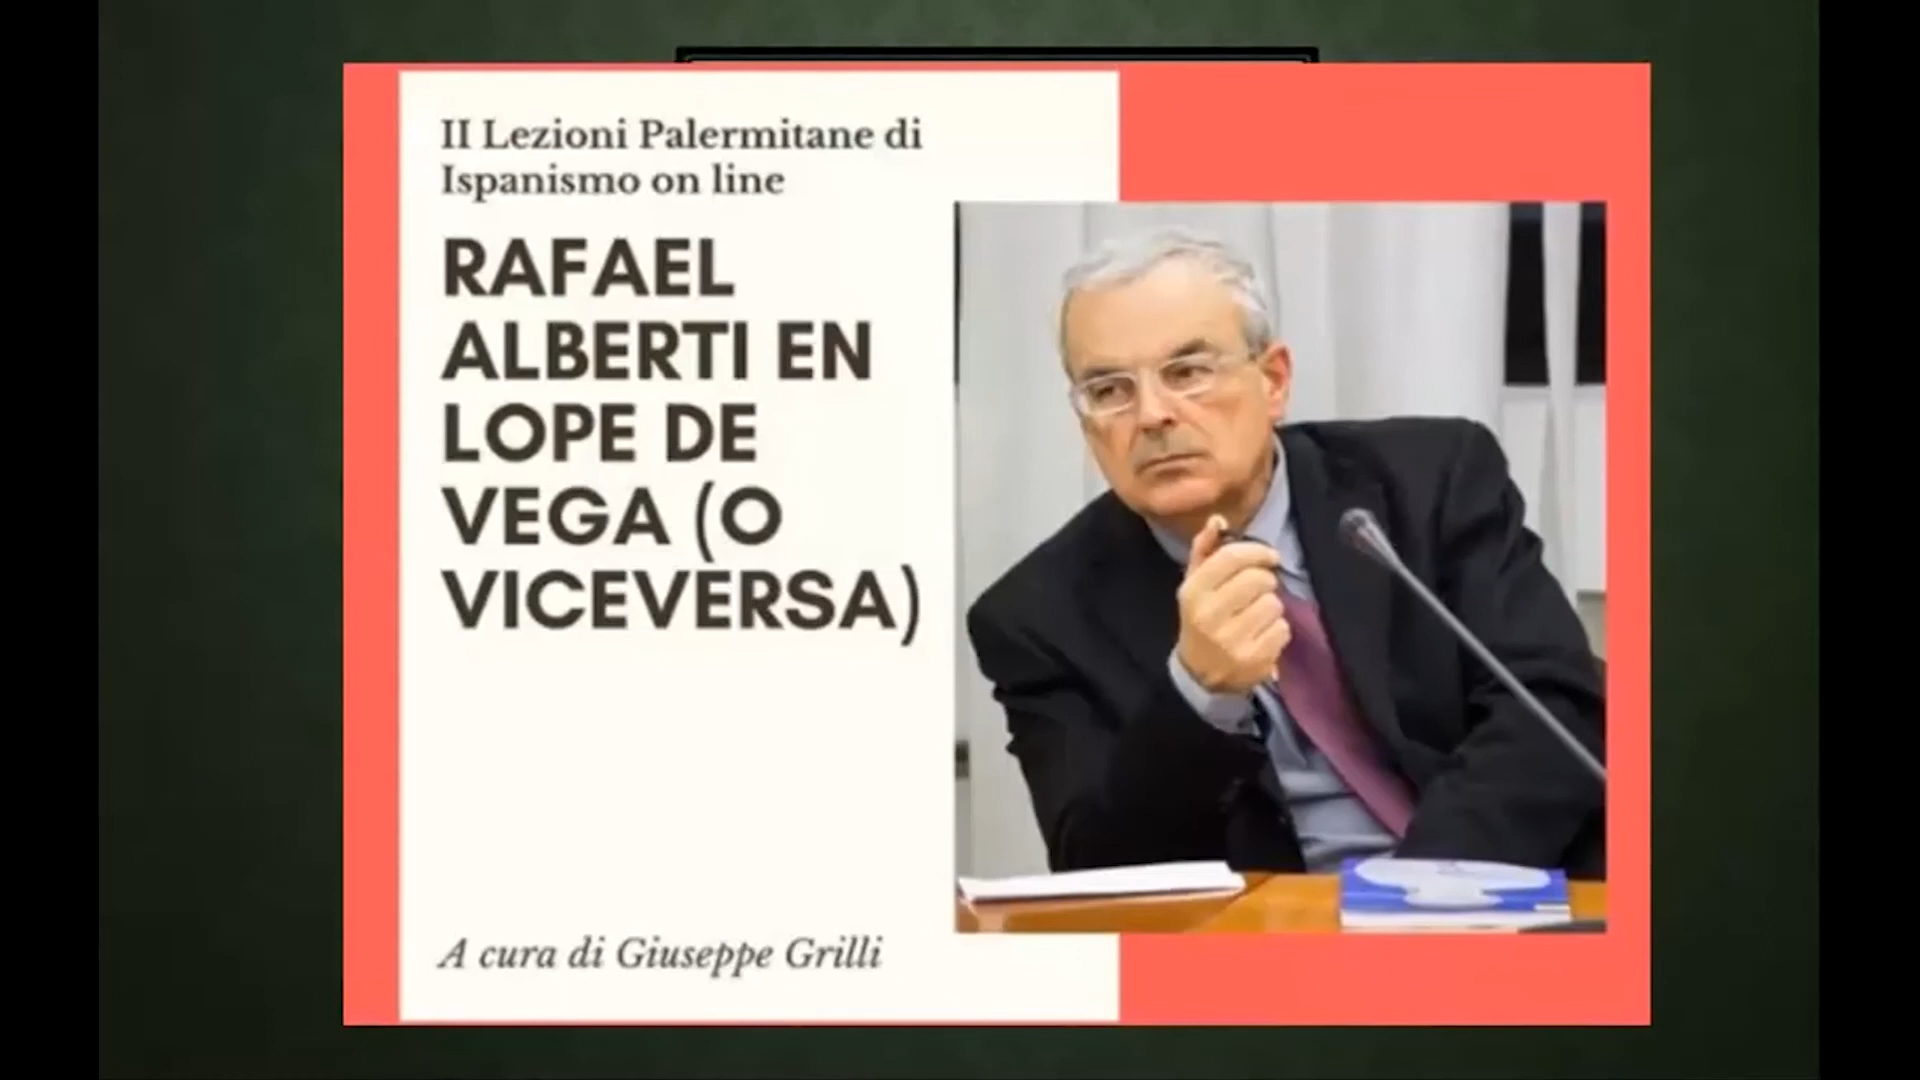 II Lezioni Palermitane di
Ispanismo on line
RAFAEL
ALBERTI EN
LOPE DE
VEGA (O
VICEVERSA)
A cura di Giuseppe Grilli